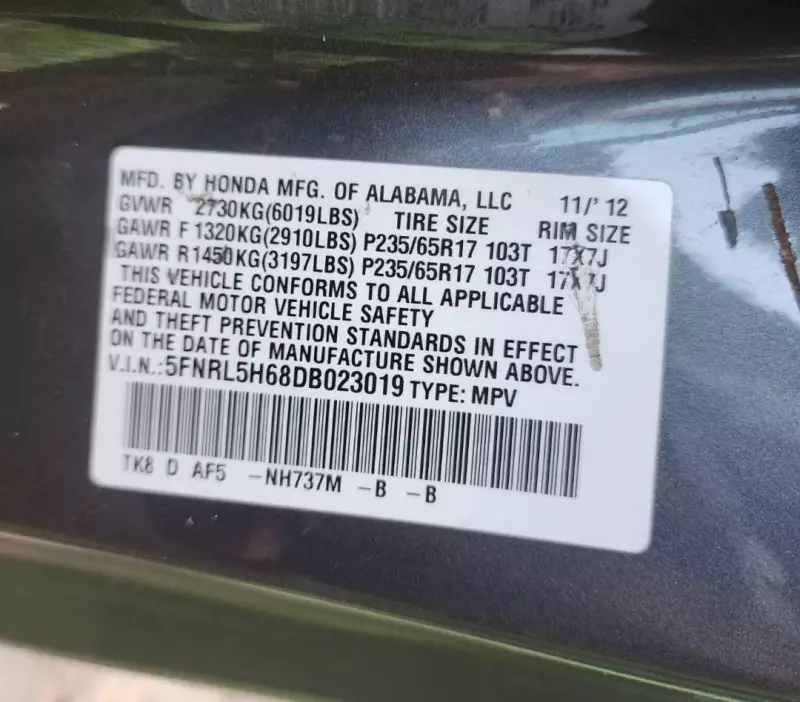 MFD. BY HONDA MFG. OF ALABAMA, LLC 11/' 12
GVWR 2730KG(6019LBS) TIRE SIZE RIM SIZE
GAWR F 1320KG(2910LBS) P235/65R17 103T 17X7J
GAWR R1450KG(3197LBS) P235/65R17 103T 17X7J
THIS VEHICLE CONFORMS TO ALL APPLICABLE
FEDERAL MOTOR VEHICLE SAFETY
AND THEFT PREVENTION STANDARDS IN EFFECT
ON THE DATE OF MANUFACTURE SHOWN ABOVE.
V.I.N.:5FNRL5H68DB023019 TYPE: MPV
TK8 D AF5 -NH737M -B -B